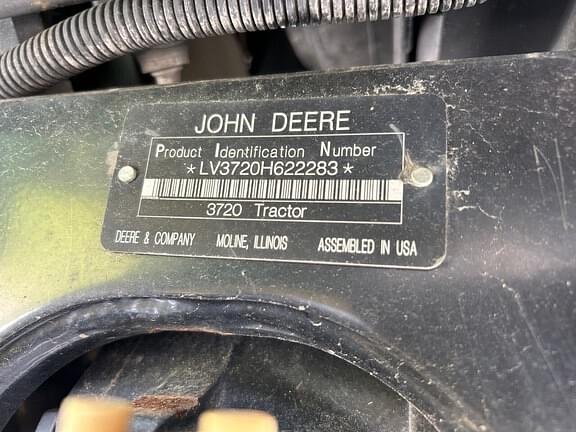 JOHN DEERE
Product Identification Number
*LV3720H622283*
3720 Tractor
DEERE & COMPANY MOLINE, ILLINOIS ASSEMBLED IN USA